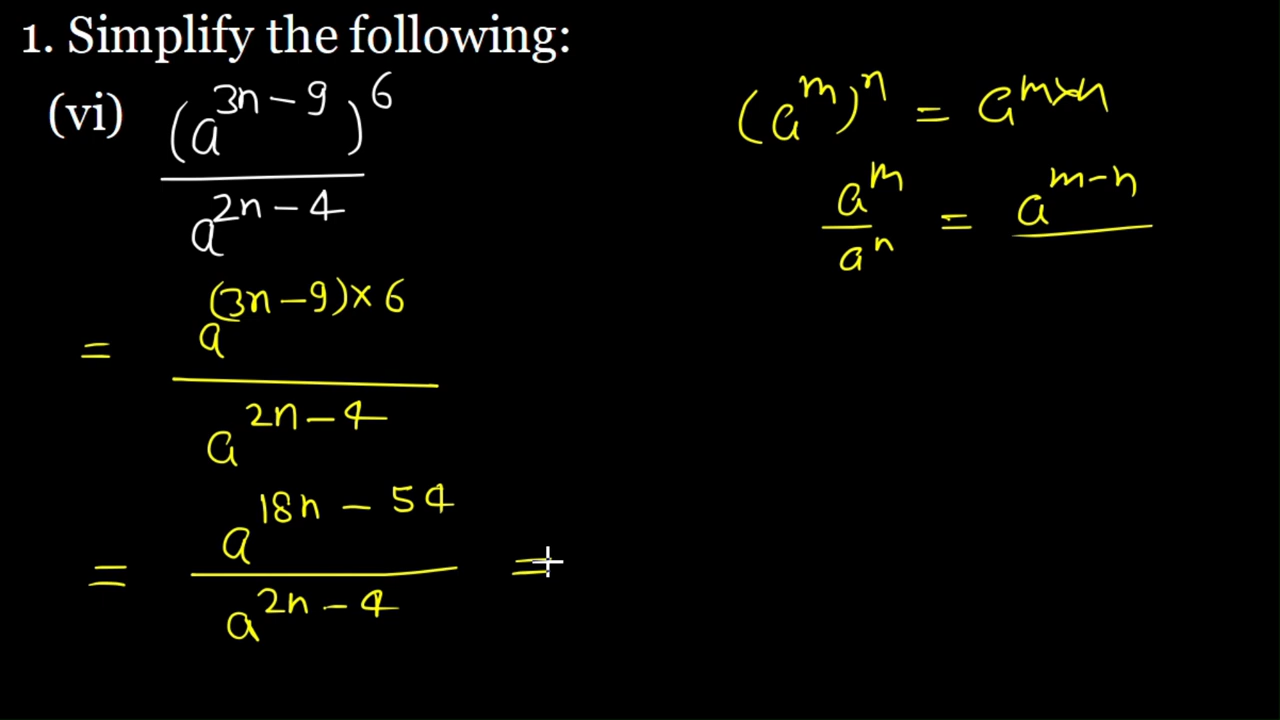 1. Simplify the following:
(vi) (a^{3n-9})^6 / a^{2n-4}
= a^{(3n-9)×6} / a^{2n-4}
= a^{18n-54} / a^{2n-4} =
(a^m)^n = a^{m×n}
a^m / a^n = a^{m-n}